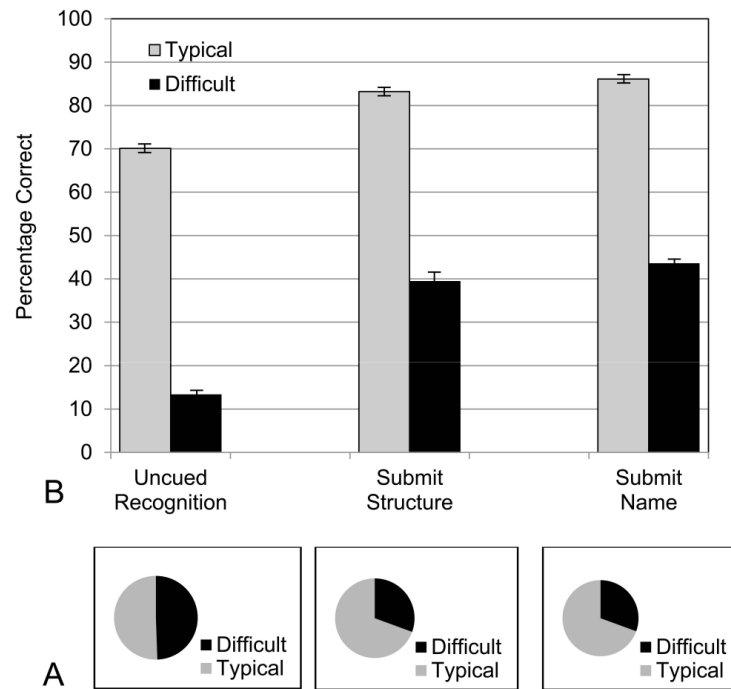 100
90
80
70
60
50
40
30
20
10
0
Percentage Correct
Typical
Difficult
Uncued
Recognition
Submit
Structure
Submit
Name
B
Difficult
Typical
Difficult
Typical
Difficult
Typical
A